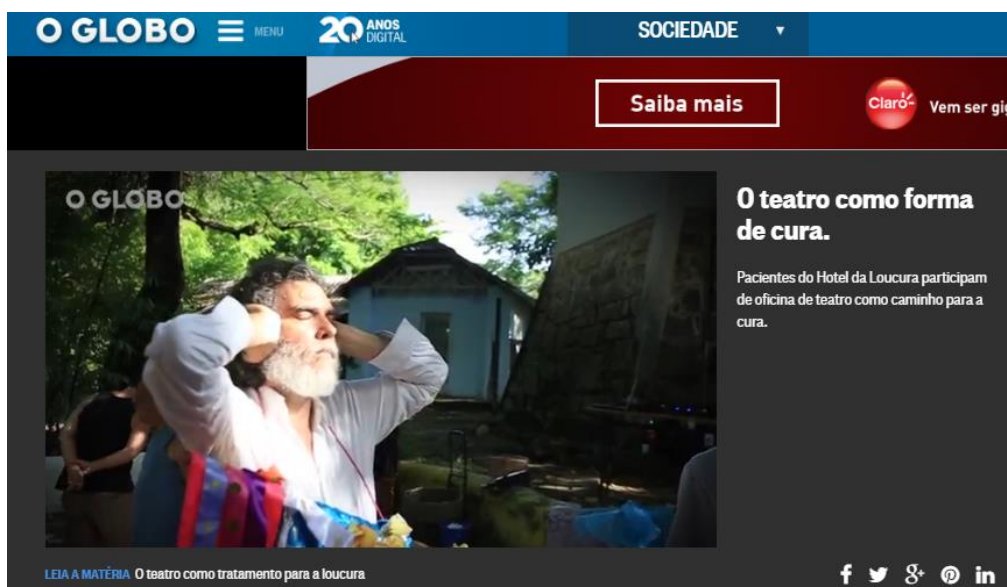 O GLOBO MENU 20 ANOS DIGITAL SOCIEDADE
Saiba mais Claro Vem ser gig
O GLOBO
O teatro como forma
de cura.
Pacientes do Hotel da Loucura participam
de oficina de teatro como caminho para a
cura.
LEIA A MATÉRIA O teatro como tratamento para a loucura